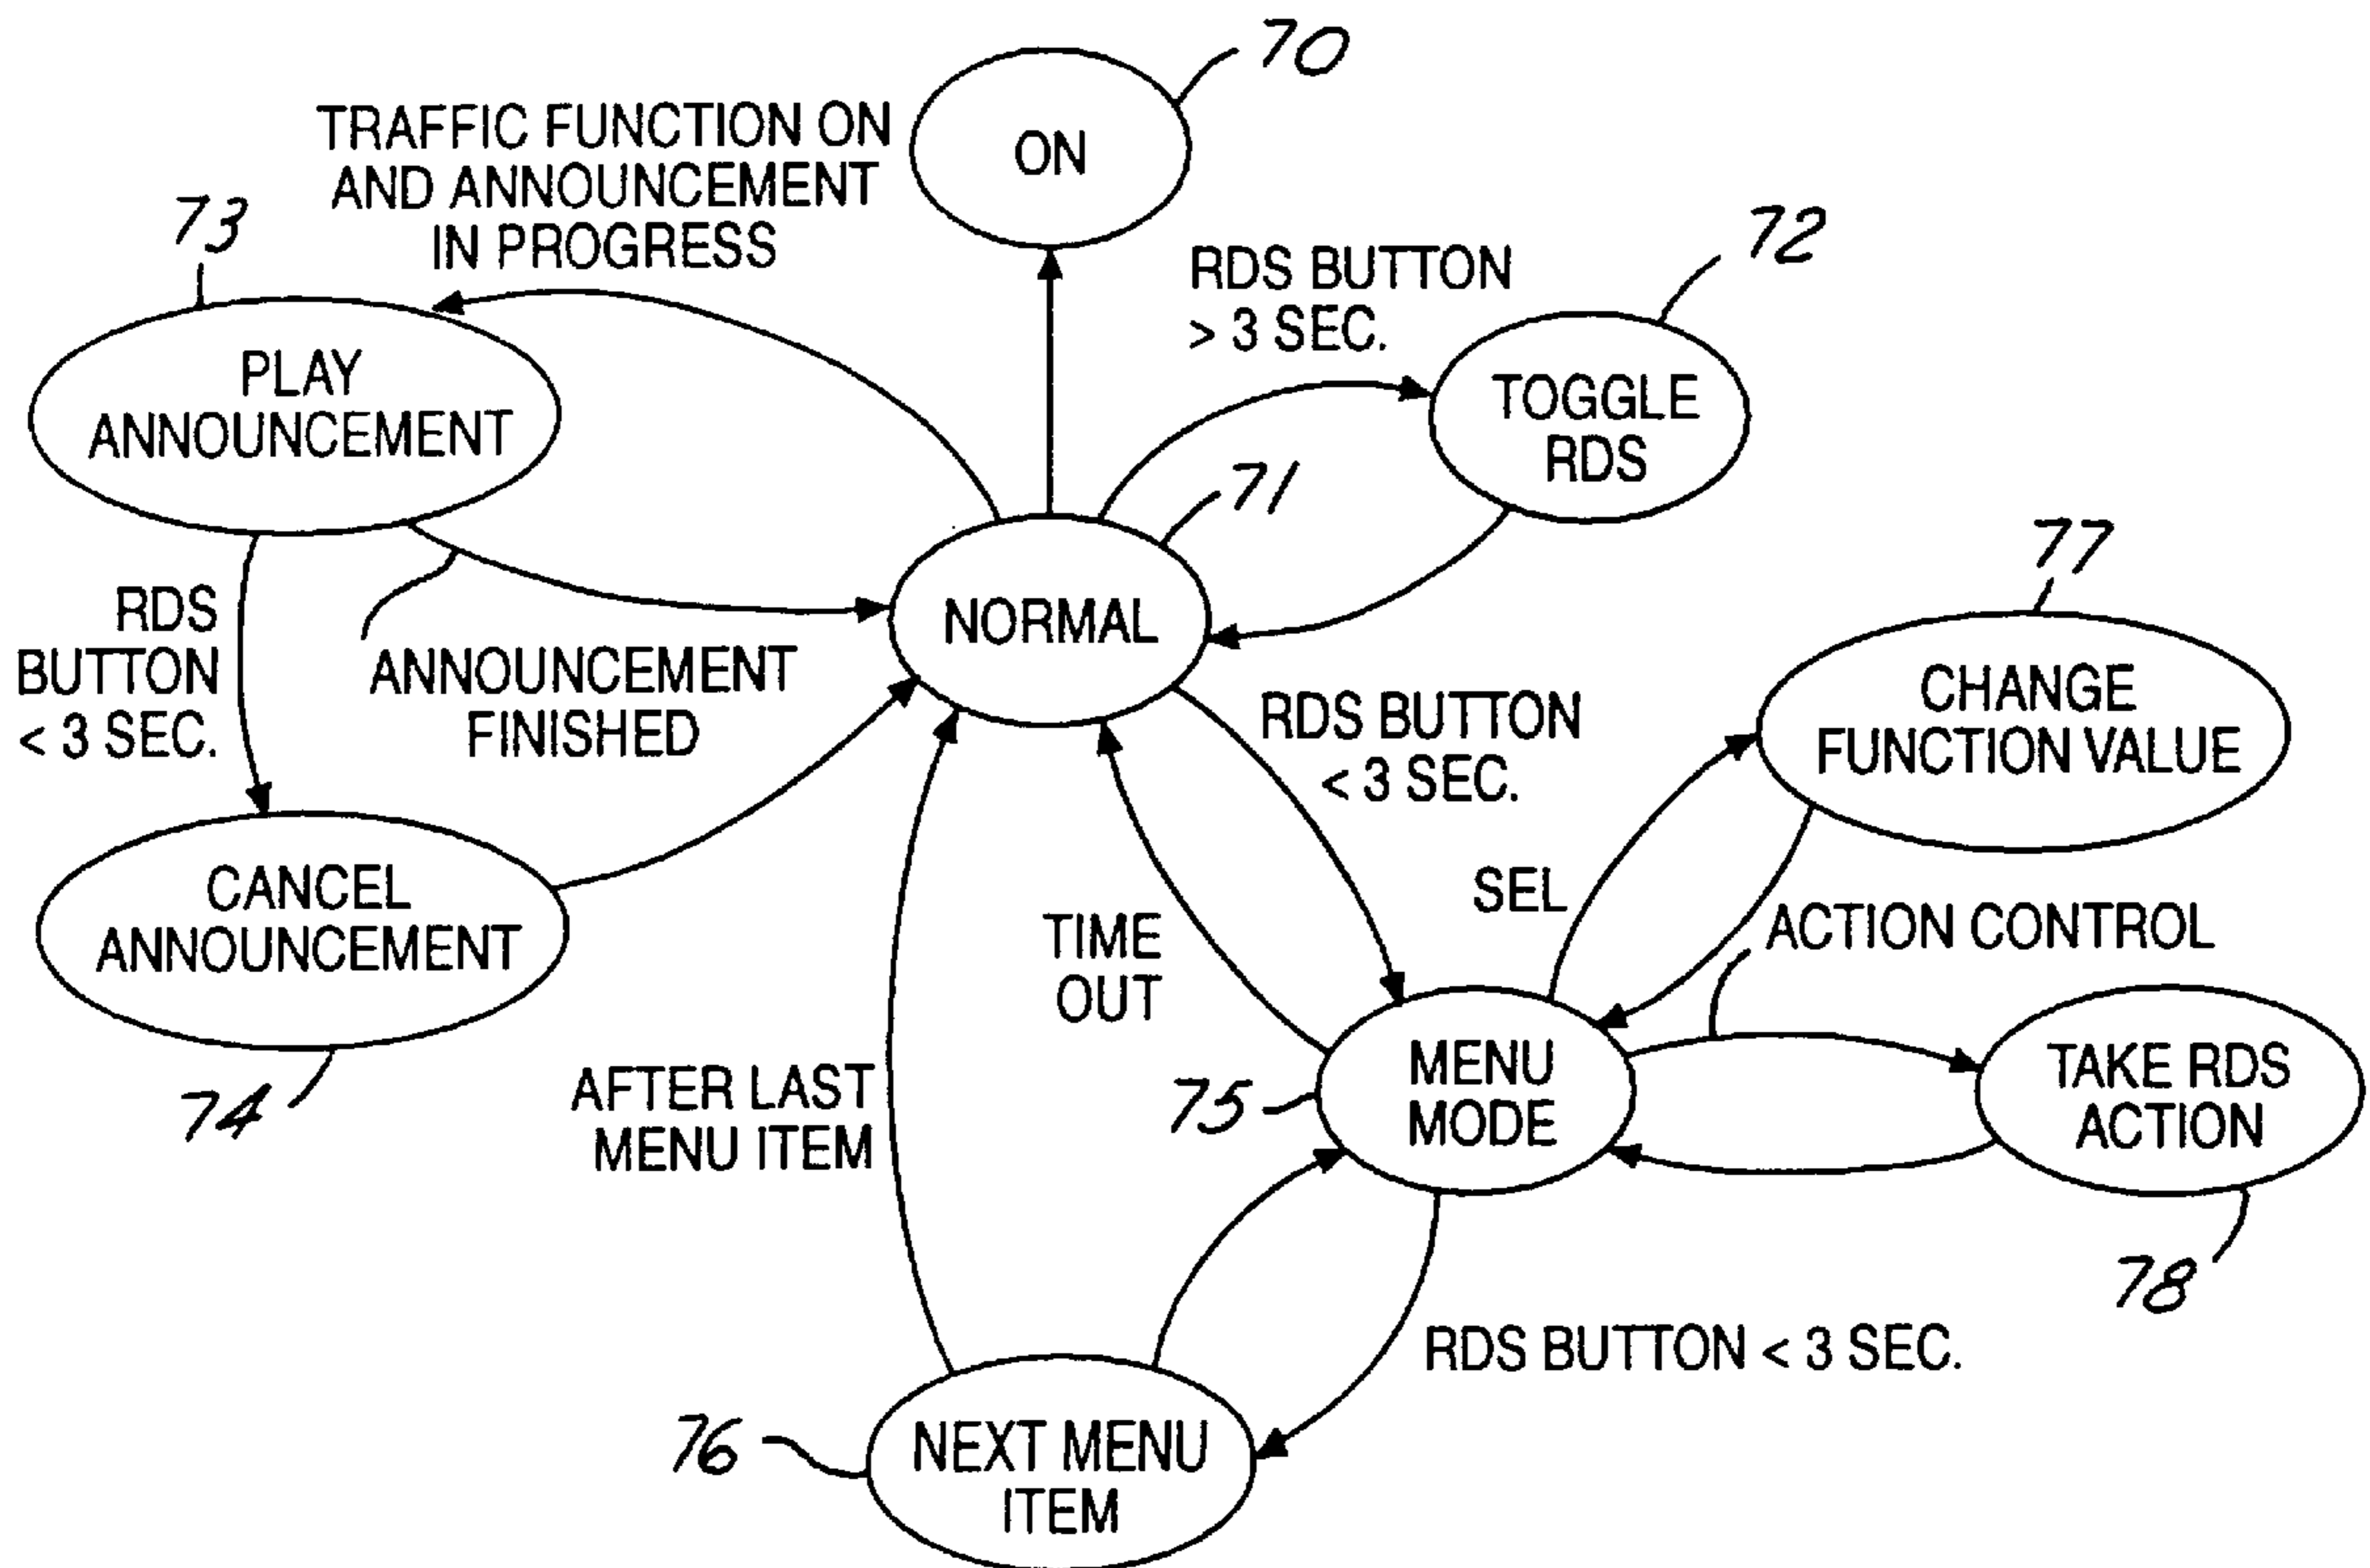 70
ON
TRAFFIC FUNCTION ON
AND ANNOUNCEMENT
IN PROGRESS
73
PLAY
ANNOUNCEMENT
RDS BUTTON
> 3 SEC.
72
TOGGLE
RDS
71
NORMAL
77
CHANGE
FUNCTION VALUE
RDS
BUTTON
< 3 SEC.
ANNOUNCEMENT
FINISHED
RDS BUTTON
< 3 SEC.
CANCEL
ANNOUNCEMENT
74
TIME
OUT
SEL
ACTION CONTROL
AFTER LAST
MENU ITEM
75
MENU
MODE
TAKE RDS
ACTION
78
RDS BUTTON < 3 SEC.
76
NEXT MENU
ITEM